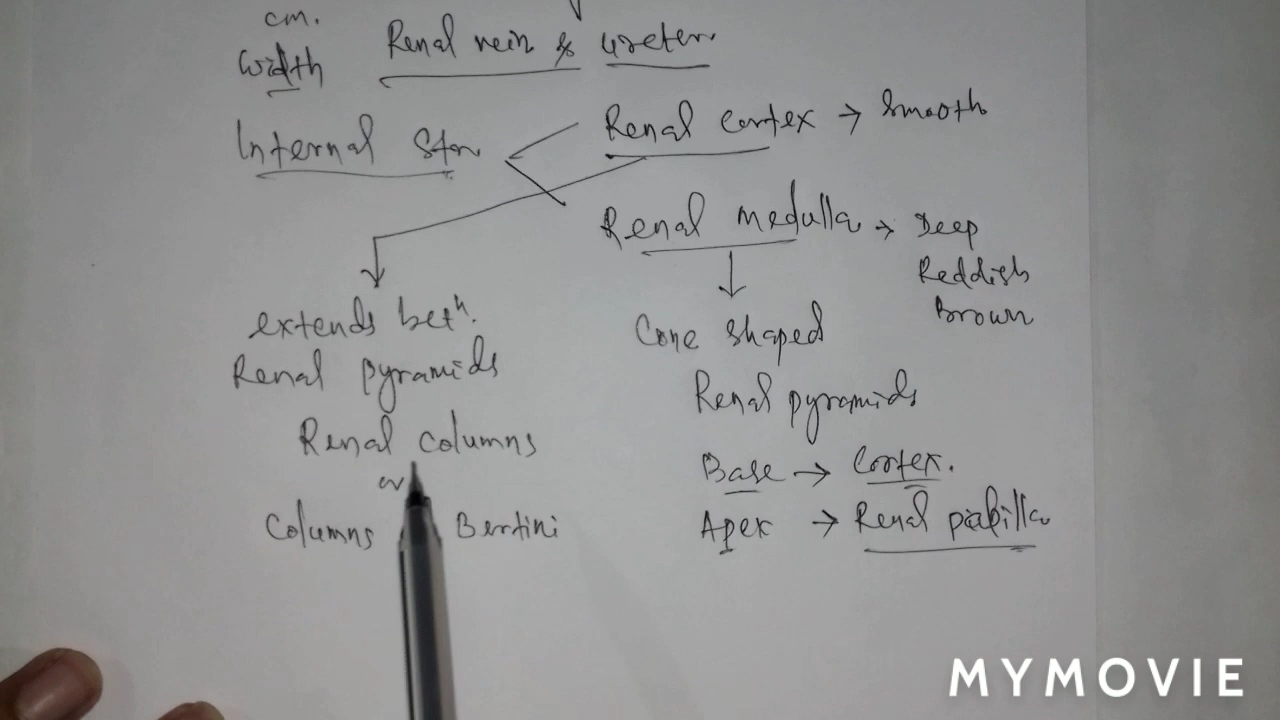 cm.
Width
Renal vein & ureter.
Internal Str
Renal cortex → Smooth
Renal medulla → Deep
Reddish
Brown
extends betⁿ.
Renal pyramids
Renal columns
or
Columns Bertini
Cone shaped
Renal pyramids
Base → Cortex.
Apex → Renal papilla
MYMOVIE